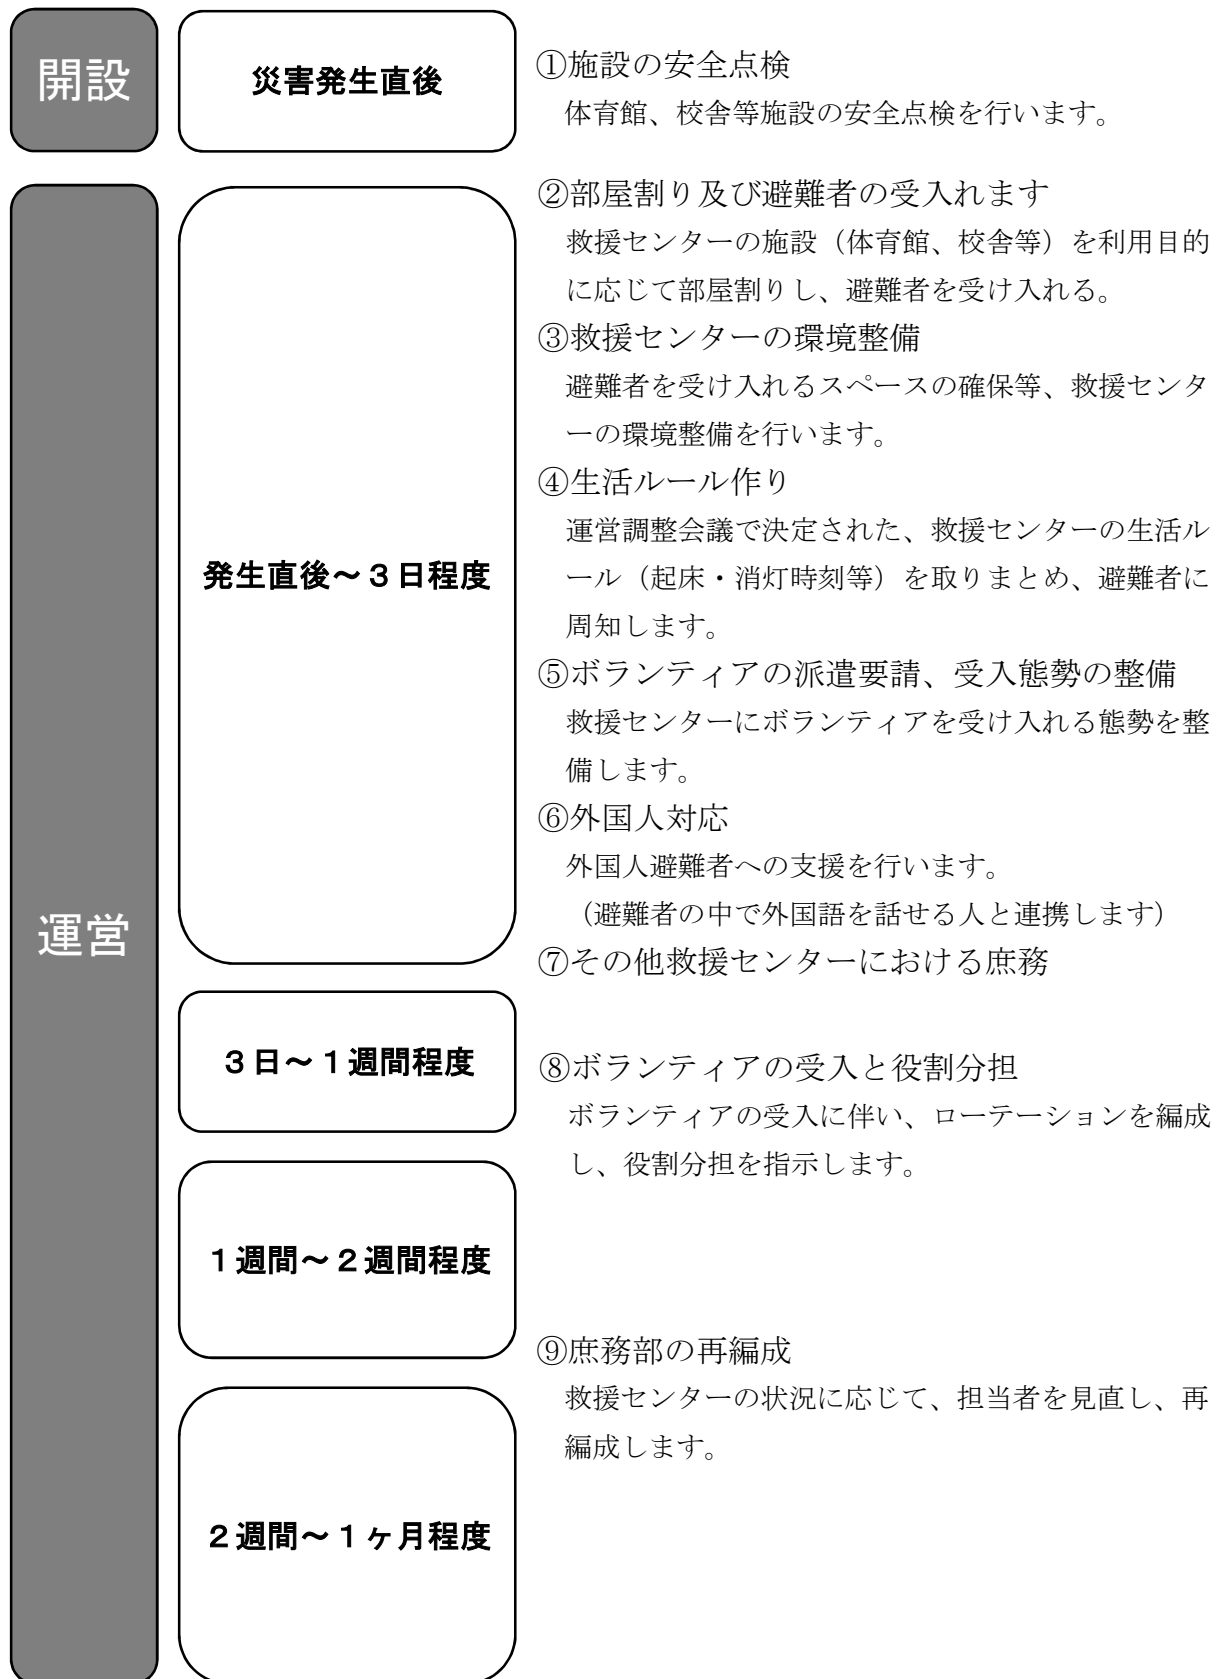 開設
災害発生直後
①施設の安全点検
体育館、校舎等施設の安全点検を行います。
運営
発生直後～３日程度
②部屋割り及び避難者の受入れます
救援センターの施設（体育館、校舎等）を利用目的
に応じて部屋割りし、避難者を受け入れる。
③救援センターの環境整備
避難者を受け入れるスペースの確保等、救援センタ
ーの環境整備を行います。
④生活ルール作り
運営調整会議で決定された、救援センターの生活ル
ール（起床・消灯時刻等）を取りまとめ、避難者に
周知します。
⑤ボランティアの派遣要請、受入態勢の整備
救援センターにボランティアを受け入れる態勢を整
備します。
⑥外国人対応
外国人避難者への支援を行います。
（避難者の中で外国語を話せる人と連携します）
⑦その他救援センターにおける庶務
３日～１週間程度
⑧ボランティアの受入と役割分担
ボランティアの受入に伴い、ローテーションを編成
し、役割分担を指示します。
１週間～２週間程度
⑨庶務部の再編成
救援センターの状況に応じて、担当者を見直し、再
編成します。
２週間～１ヶ月程度